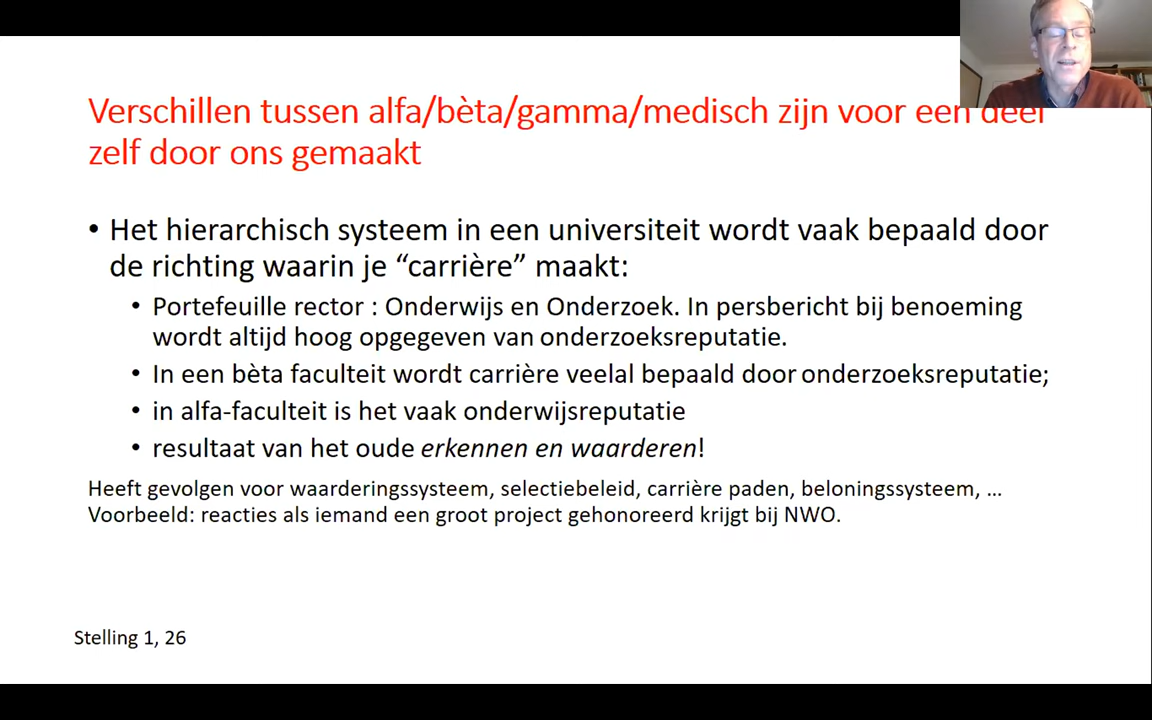 Verschillen tussen alfa/bèta/gamma/medisch zijn voor een deel
zelf door ons gemaakt
• Het hierarchisch systeem in een universiteit wordt vaak bepaald door
de richting waarin je “carrière” maakt:
• Portefeuille rector : Onderwijs en Onderzoek. In persbericht bij benoeming
wordt altijd hoog opgegeven van onderzoeksreputatie.
• In een bèta faculteit wordt carrière veelal bepaald door onderzoeksreputatie;
• in alfa-faculteit is het vaak onderwijsreputatie
• resultaat van het oude erkennen en waarderen!
Heeft gevolgen voor waarderingssysteem, selectiebeleid, carrière paden, beloningssysteem, …
Voorbeeld: reacties als iemand een groot project gehonoreerd krijgt bij NWO.
Stelling 1, 26